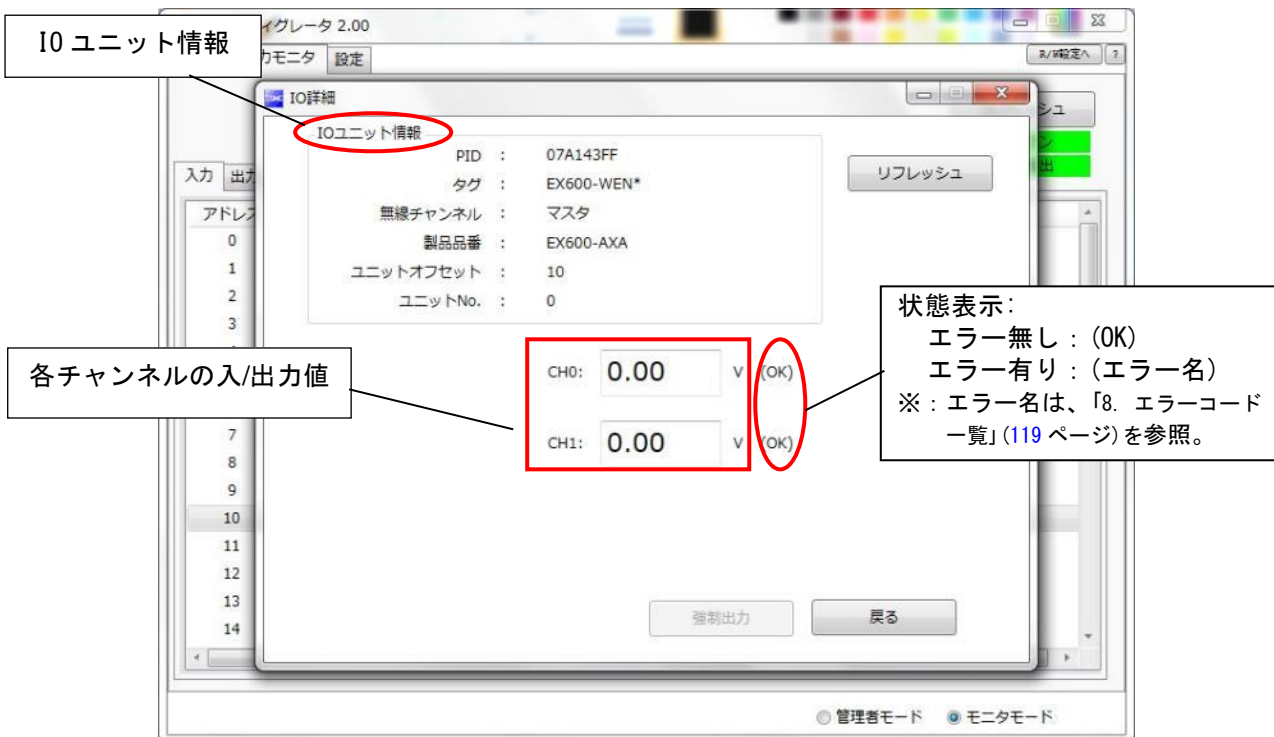 イグレータ 2.00
IO ユニット情報
力モニタ 設定 R/W設定へ ?
IO詳細
シュ
IOユニット情報
ン
PID : 07A143FF
出
リフレッシュ
入力 出力
タグ : EX600-WEN*
アドレス
無線チャンネル : マスタ
0
製品品番 : EX600-AXA
1
ユニットオフセット : 10
2
ユニットNo. : 0
3
状態表示:
エラー無し : (OK)
エラー有り : (エラー名)
※ : エラー名は、「8. エラーコード
一覧」(119 ページ)を参照。
各チャンネルの入/出力値
CH0: 0.00 V (OK)
7
CH1: 0.00 V (OK)
8
9
10
11
12
13
強制出力 戻る
14
管理者モード モニタモード